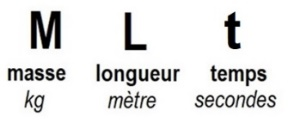 M L t
masse longueur temps
kg mètre secondes